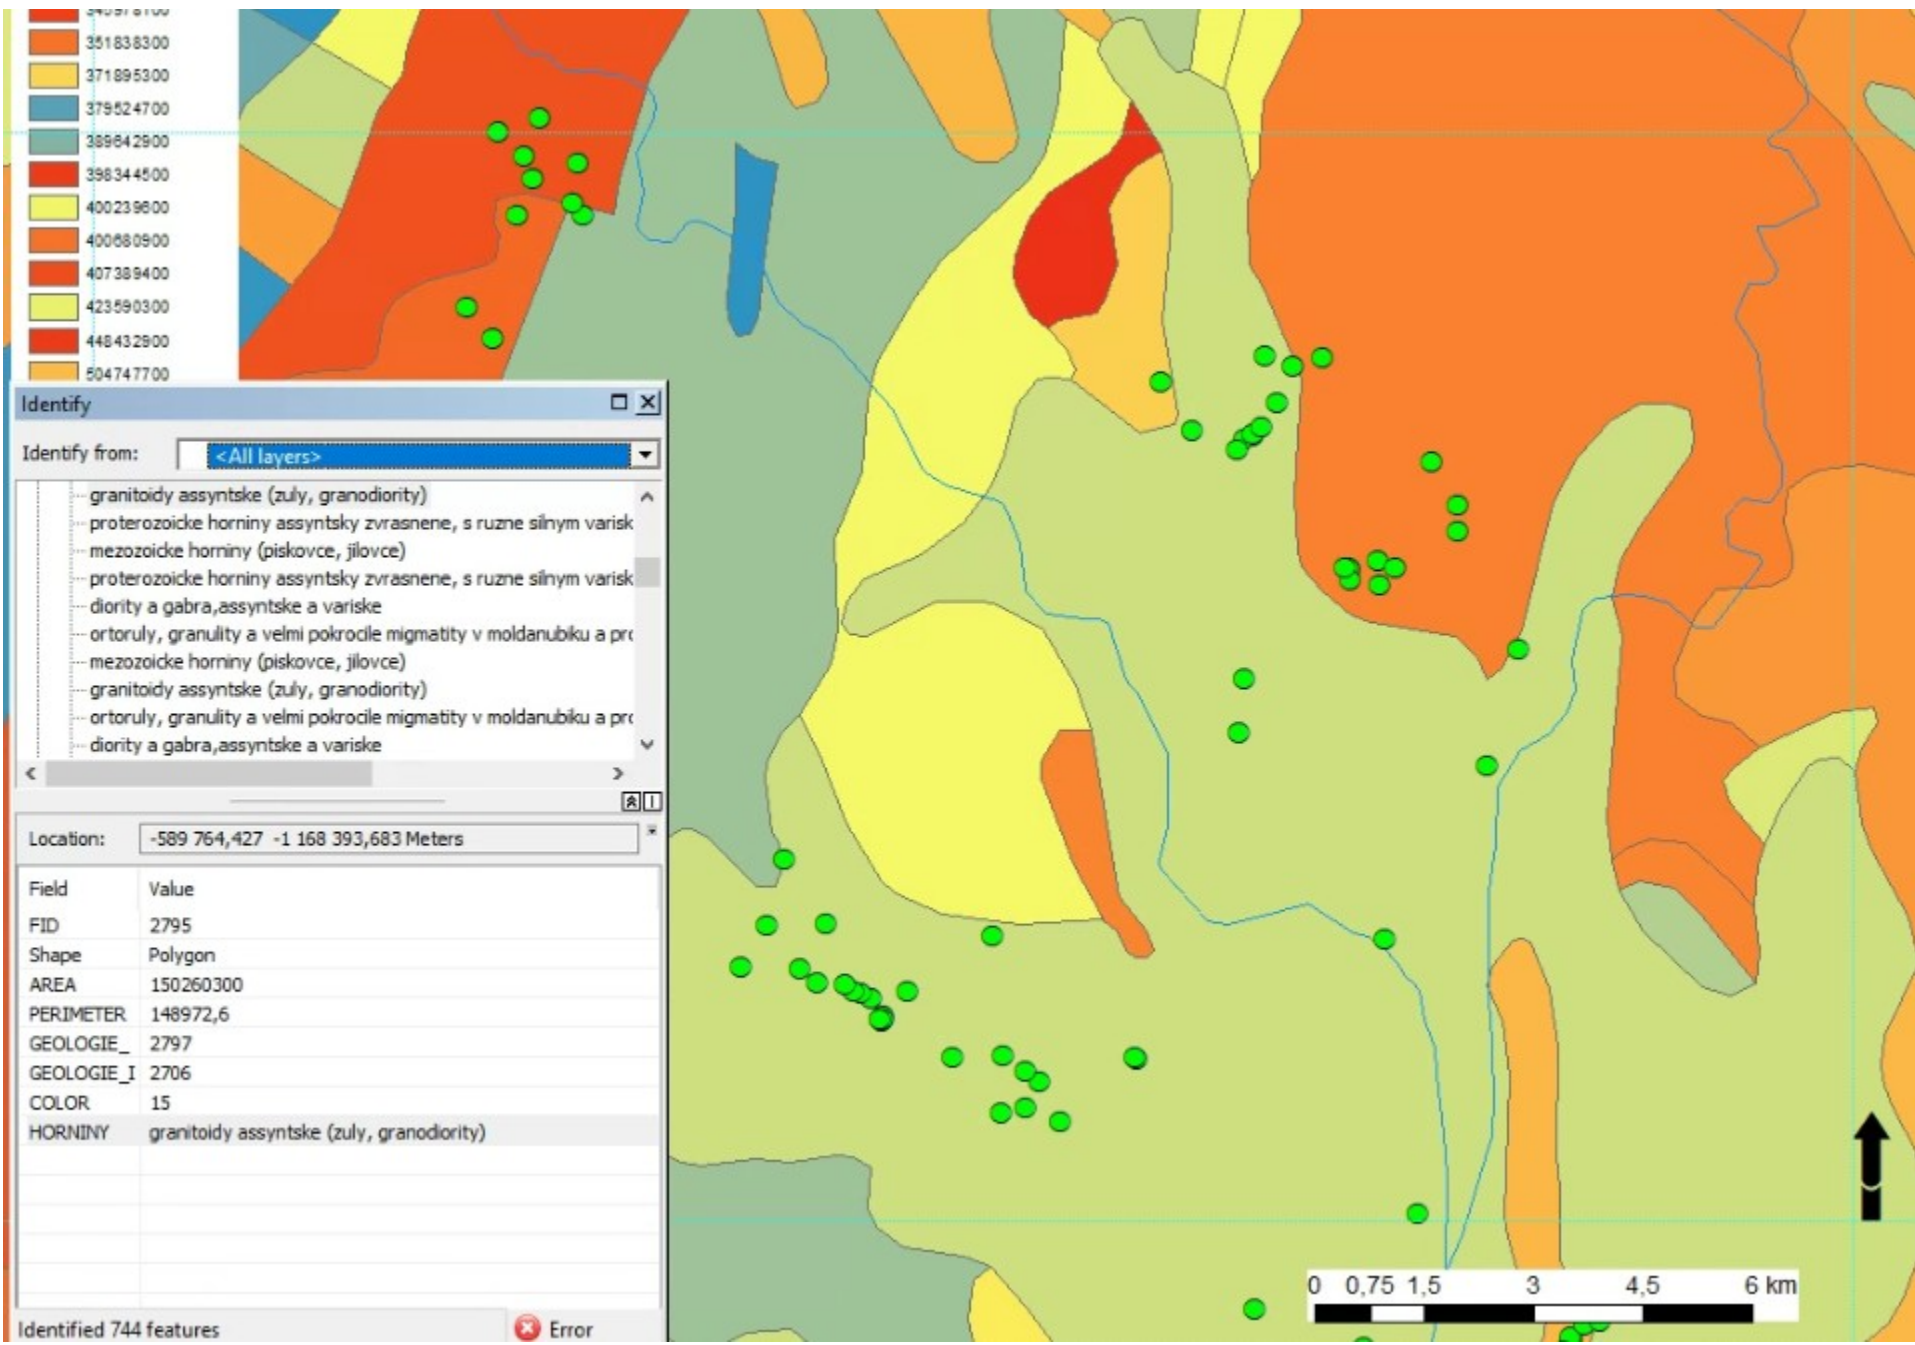 351838300
371895300
379524700
389642900
398344500
400239600
400680900
407389400
423590300
448432900
504747700
Identify
Identify from:
<All layers>
granitoidy assyntske (zuly, granodiority)
proterozoicke horniny assyntsky zvrasnene, s ruzne silnym varisk
mezozoicke horniny (piskovce, jilovce)
proterozoicke horniny assyntsky zvrasnene, s ruzne silnym varisk
diority a gabra,assyntske a variske
ortoruly, granulity a velmi pokrocile migmatity v moldanubiku a pro
mezozoicke horniny (piskovce, jilovce)
granitoidy assyntske (zuly, granodiority)
ortoruly, granulity a velmi pokrocile migmatity v moldanubiku a pro
diority a gabra,assyntske a variske
Location: -589 764,427 -1 168 393,683 Meters
Field Value
FID 2795
Shape Polygon
AREA 150260300
PERIMETER 148972,6
GEOLOGIE_ 2797
GEOLOGIE_I 2706
COLOR 15
HORNINY granitoidy assyntske (zuly, granodiority)
Identified 744 features
Error
0 0,75 1,5 3 4,5 6 km